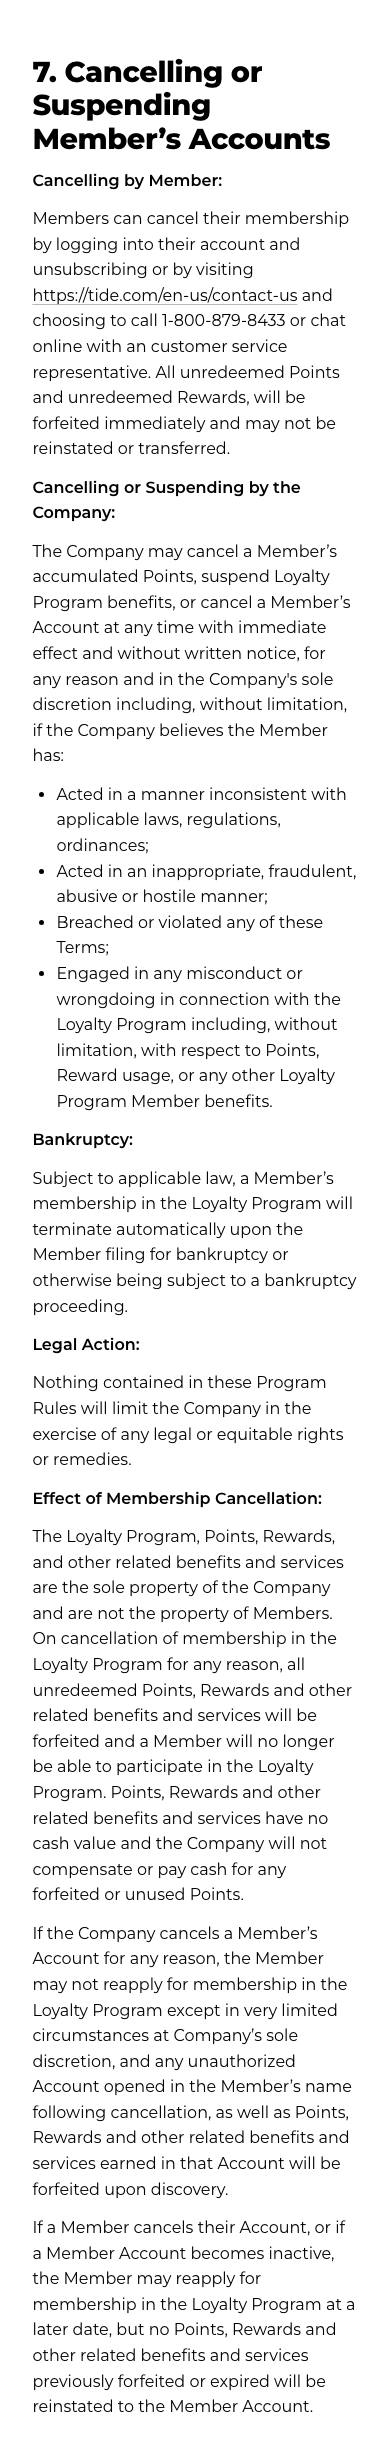 7. Cancelling or
Suspending
Member’s Accounts
Cancelling by Member:
Members can cancel their membership
by logging into their account and
unsubscribing or by visiting
https://tide.com/en-us/contact-us and
choosing to call 1-800-879-8433 or chat
online with an customer service
representative. All unredeemed Points
and unredeemed Rewards, will be
forfeited immediately and may not be
reinstated or transferred.
Cancelling or Suspending by the
Company:
The Company may cancel a Member’s
accumulated Points, suspend Loyalty
Program benefits, or cancel a Member’s
Account at any time with immediate
effect and without written notice, for
any reason and in the Company's sole
discretion including, without limitation,
if the Company believes the Member
has:
• Acted in a manner inconsistent with
applicable laws, regulations,
ordinances;
• Acted in an inappropriate, fraudulent,
abusive or hostile manner;
• Breached or violated any of these
Terms;
• Engaged in any misconduct or
wrongdoing in connection with the
Loyalty Program including, without
limitation, with respect to Points,
Reward usage, or any other Loyalty
Program Member benefits.
Bankruptcy:
Subject to applicable law, a Member’s
membership in the Loyalty Program will
terminate automatically upon the
Member filing for bankruptcy or
otherwise being subject to a bankruptcy
proceeding.
Legal Action:
Nothing contained in these Program
Rules will limit the Company in the
exercise of any legal or equitable rights
or remedies.
Effect of Membership Cancellation:
The Loyalty Program, Points, Rewards,
and other related benefits and services
are the sole property of the Company
and are not the property of Members.
On cancellation of membership in the
Loyalty Program for any reason, all
unredeemed Points, Rewards and other
related benefits and services will be
forfeited and a Member will no longer
be able to participate in the Loyalty
Program. Points, Rewards and other
related benefits and services have no
cash value and the Company will not
compensate or pay cash for any
forfeited or unused Points.
If the Company cancels a Member’s
Account for any reason, the Member
may not reapply for membership in the
Loyalty Program except in very limited
circumstances at Company’s sole
discretion, and any unauthorized
Account opened in the Member’s name
following cancellation, as well as Points,
Rewards and other related benefits and
services earned in that Account will be
forfeited upon discovery.
If a Member cancels their Account, or if
a Member Account becomes inactive,
the Member may reapply for
membership in the Loyalty Program at a
later date, but no Points, Rewards and
other related benefits and services
previously forfeited or expired will be
reinstated to the Member Account.